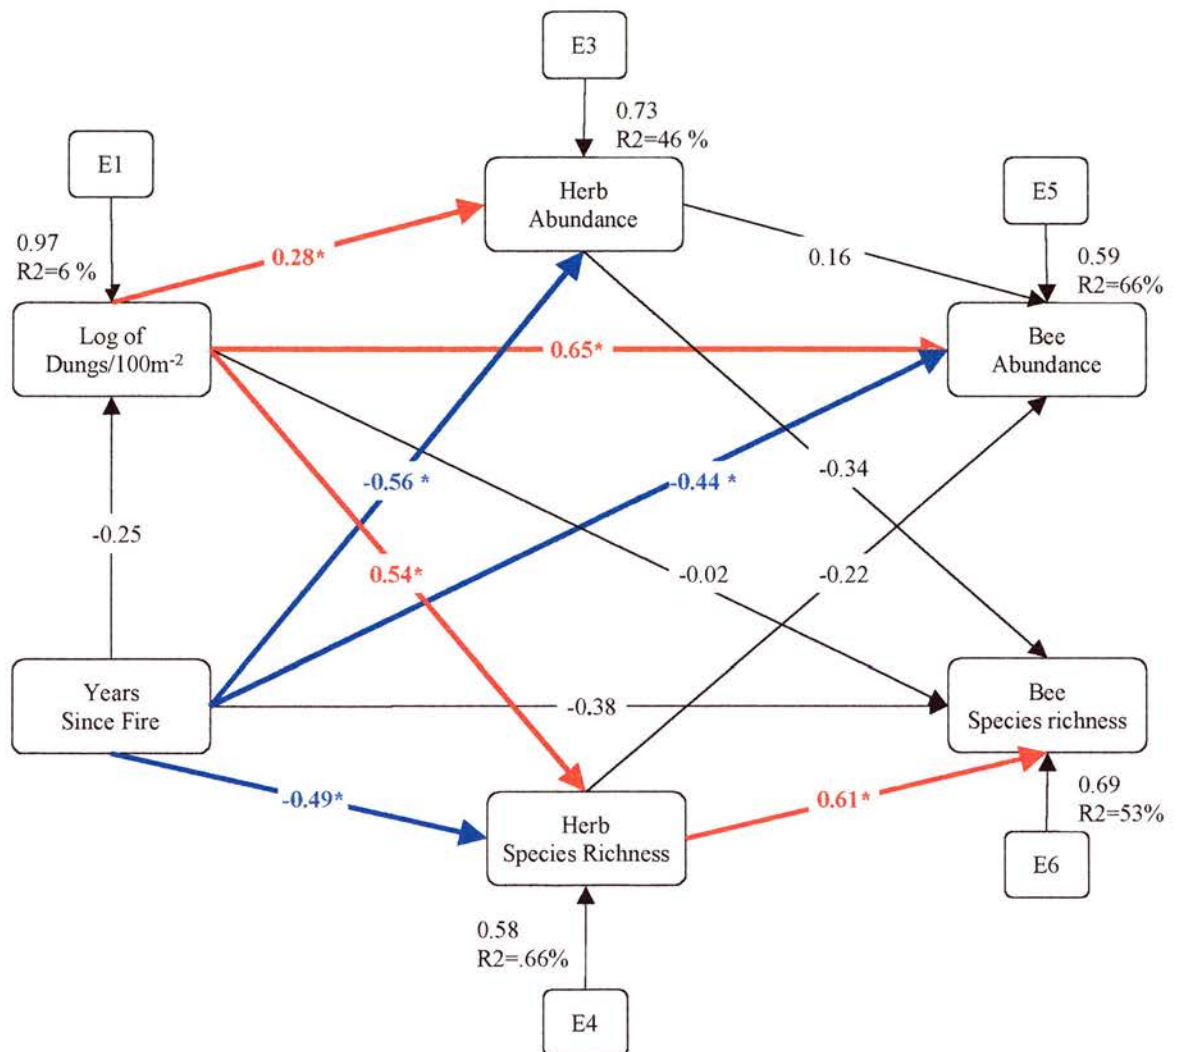 E3
0.73
R2=46 %
E1
Herb
Abundance
E5
0.97
R2=6 %
0.28*
0.16
0.59
R2=66%
Log of
Dungs/100m⁻²
0.65*
Bee
Abundance
-0.56 *
-0.44 *
-0.34
-0.25
0.54*
-0.02
-0.22
Years
Since Fire
-0.38
Bee
Species richness
-0.49*
0.61*
0.69
R2=53%
Herb
Species Richness
E6
0.58
R2=.66%
E4